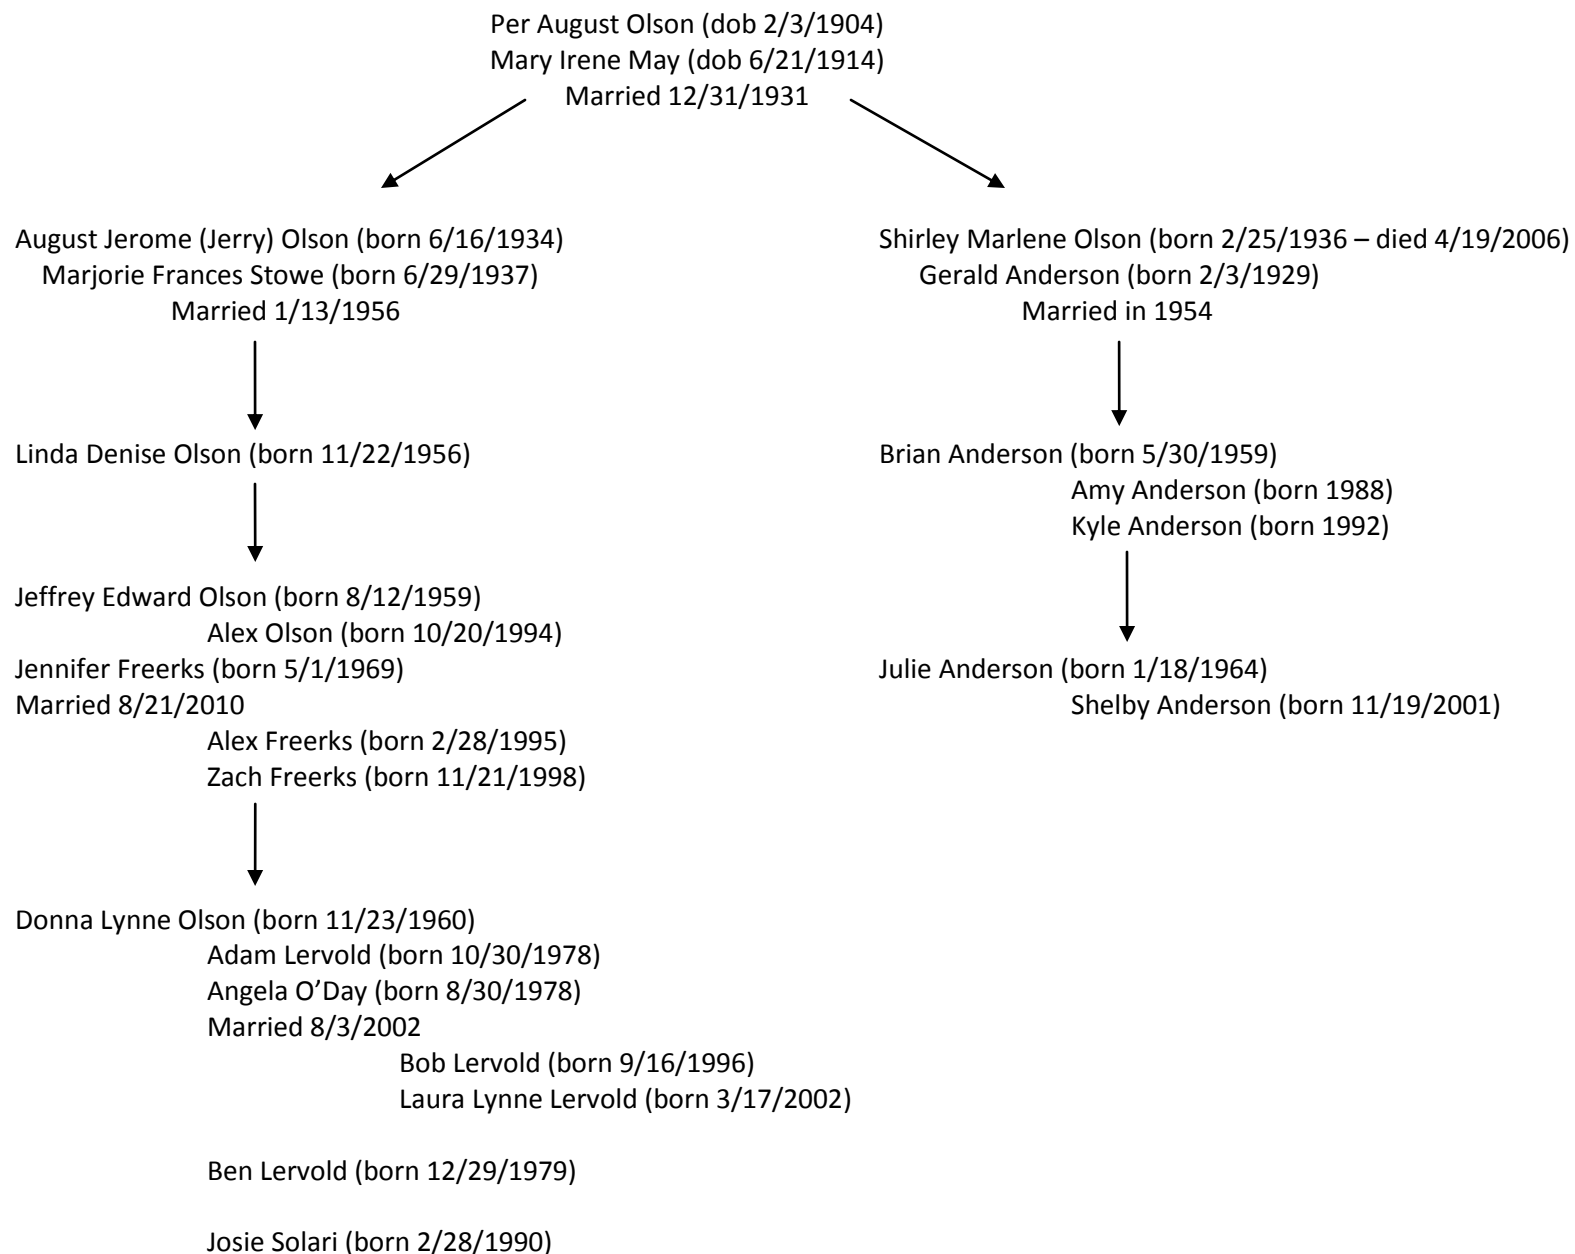 Per August Olson (dob 2/3/1904)
Mary Irene May (dob 6/21/1914)
Married 12/31/1931
August Jerome (Jerry) Olson (born 6/16/1934)
Marjorie Frances Stowe (born 6/29/1937)
Married 1/13/1956
Linda Denise Olson (born 11/22/1956)
Jeffrey Edward Olson (born 8/12/1959)
Alex Olson (born 10/20/1994)
Jennifer Freerks (born 5/1/1969)
Married 8/21/2010
Alex Freerks (born 2/28/1995)
Zach Freerks (born 11/21/1998)
Donna Lynne Olson (born 11/23/1960)
Adam Lervold (born 10/30/1978)
Angela O’Day (born 8/30/1978)
Married 8/3/2002
Bob Lervold (born 9/16/1996)
Laura Lynne Lervold (born 3/17/2002)
Ben Lervold (born 12/29/1979)
Josie Solari (born 2/28/1990)
Shirley Marlene Olson (born 2/25/1936 – died 4/19/2006)
Gerald Anderson (born 2/3/1929)
Married in 1954
Brian Anderson (born 5/30/1959)
Amy Anderson (born 1988)
Kyle Anderson (born 1992)
Julie Anderson (born 1/18/1964)
Shelby Anderson (born 11/19/2001)